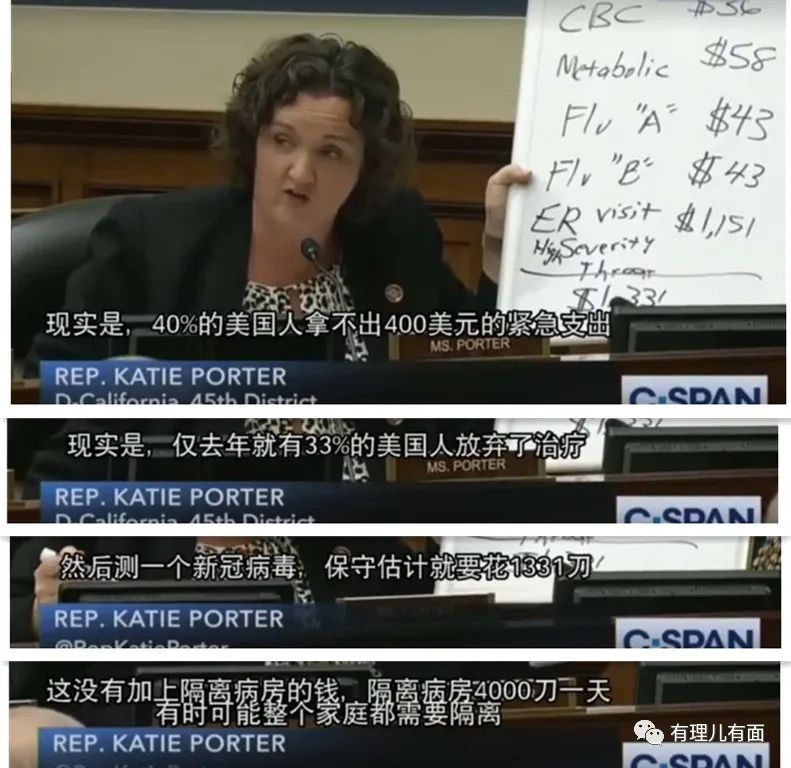 CBC $36
Metabolic $58
Flu "A" $43
Flu "B" $43
ER visit $1,151
High Severity
Threat
$1,331
现实是，40%的美国人拿不出400美元的紧急支出
MS. PORTER
REP. KATIE PORTER
D-California, 45th District
C-SPAN
现实是，仅去年就有33%的美国人放弃了治疗
MS. PORTER
REP. KATIE PORTER
D-California, 45th District
C-SPAN
然后测一个新冠病毒，保守估计就要花1331刀
REP. KATIE PORTER
@RepKatiePorter
C-SPAN
这没有加上隔离病房的钱，隔离病房4000刀一天
有时可能整个家庭都需要隔离
有理儿有面
REP. KATIE PORTER
@RepKatiePorter
C-SPAN